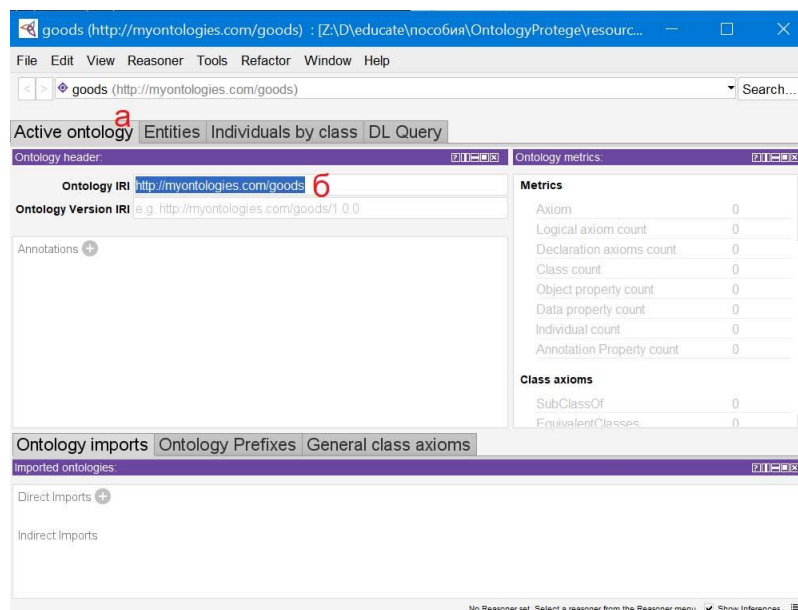 goods (http://myontologies.com/goods) : [Z:\D\educate\пособия\OntologyProtege\resourc...
File Edit View Reasoner Tools Refactor Window Help
< > goods (http://myontologies.com/goods) Search...
а
Active ontology Entities Individuals by class DL Query
Ontology header: Ontology metrics:
Ontology IRI http://myontologies.com/goods б
Ontology Version IRI e.g. http://myontologies.com/goods/1.0.0
Annotations
Metrics
Axiom 0
Logical axiom count 0
Declaration axioms count 0
Class count 0
Object property count 0
Data property count 0
Individual count 0
Annotation Property count 0
Class axioms
SubClassOf 0
EquivalentClasses 0
Ontology imports Ontology Prefixes General class axioms
Imported ontologies:
Direct Imports
Indirect Imports
No Reasoner set. Select a reasoner from the Reasoner menu Show Inferences